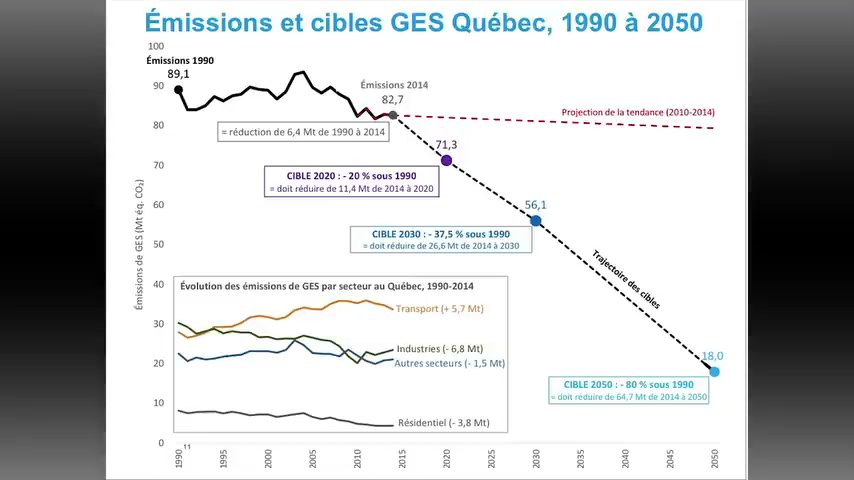 Émissions et cibles GES Québec, 1990 à 2050
100
Émissions 1990
89,1
90
Émissions 2014
82,7
Projection de la tendance (2010-2014)
80
= réduction de 6,4 Mt de 1990 à 2014
71,3
70
CIBLE 2020 : - 20 % sous 1990
= doit réduire de 11,4 Mt de 2014 à 2020
60
56,1
CIBLE 2030 : - 37,5 % sous 1990
= doit réduire de 26,6 Mt de 2014 à 2030
50
Émissions de GES (Mt éq. CO₂)
Trajectoire des cibles
40
Évolution des émissions de GES par secteur au Québec, 1990-2014
Transport (+ 5,7 Mt)
30
Industries (- 6,8 Mt)
Autres secteurs (- 1,5 Mt)
20
18,0
CIBLE 2050 : - 80 % sous 1990
= doit réduire de 64,7 Mt de 2014 à 2050
10
Résidentiel (- 3,8 Mt)
0
11
1990 1995 2000 2005 2010 2015 2020 2025 2030 2035 2040 2045 2050